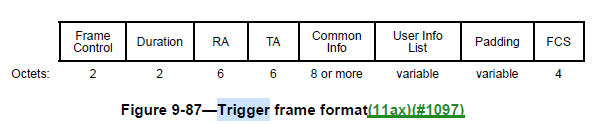 Frame Control Duration RA TA Common Info User Info List Padding FCS
Octets: 2 2 6 6 8 or more variable variable 4
Figure 9-87—Trigger frame format(11ax)(#1097)